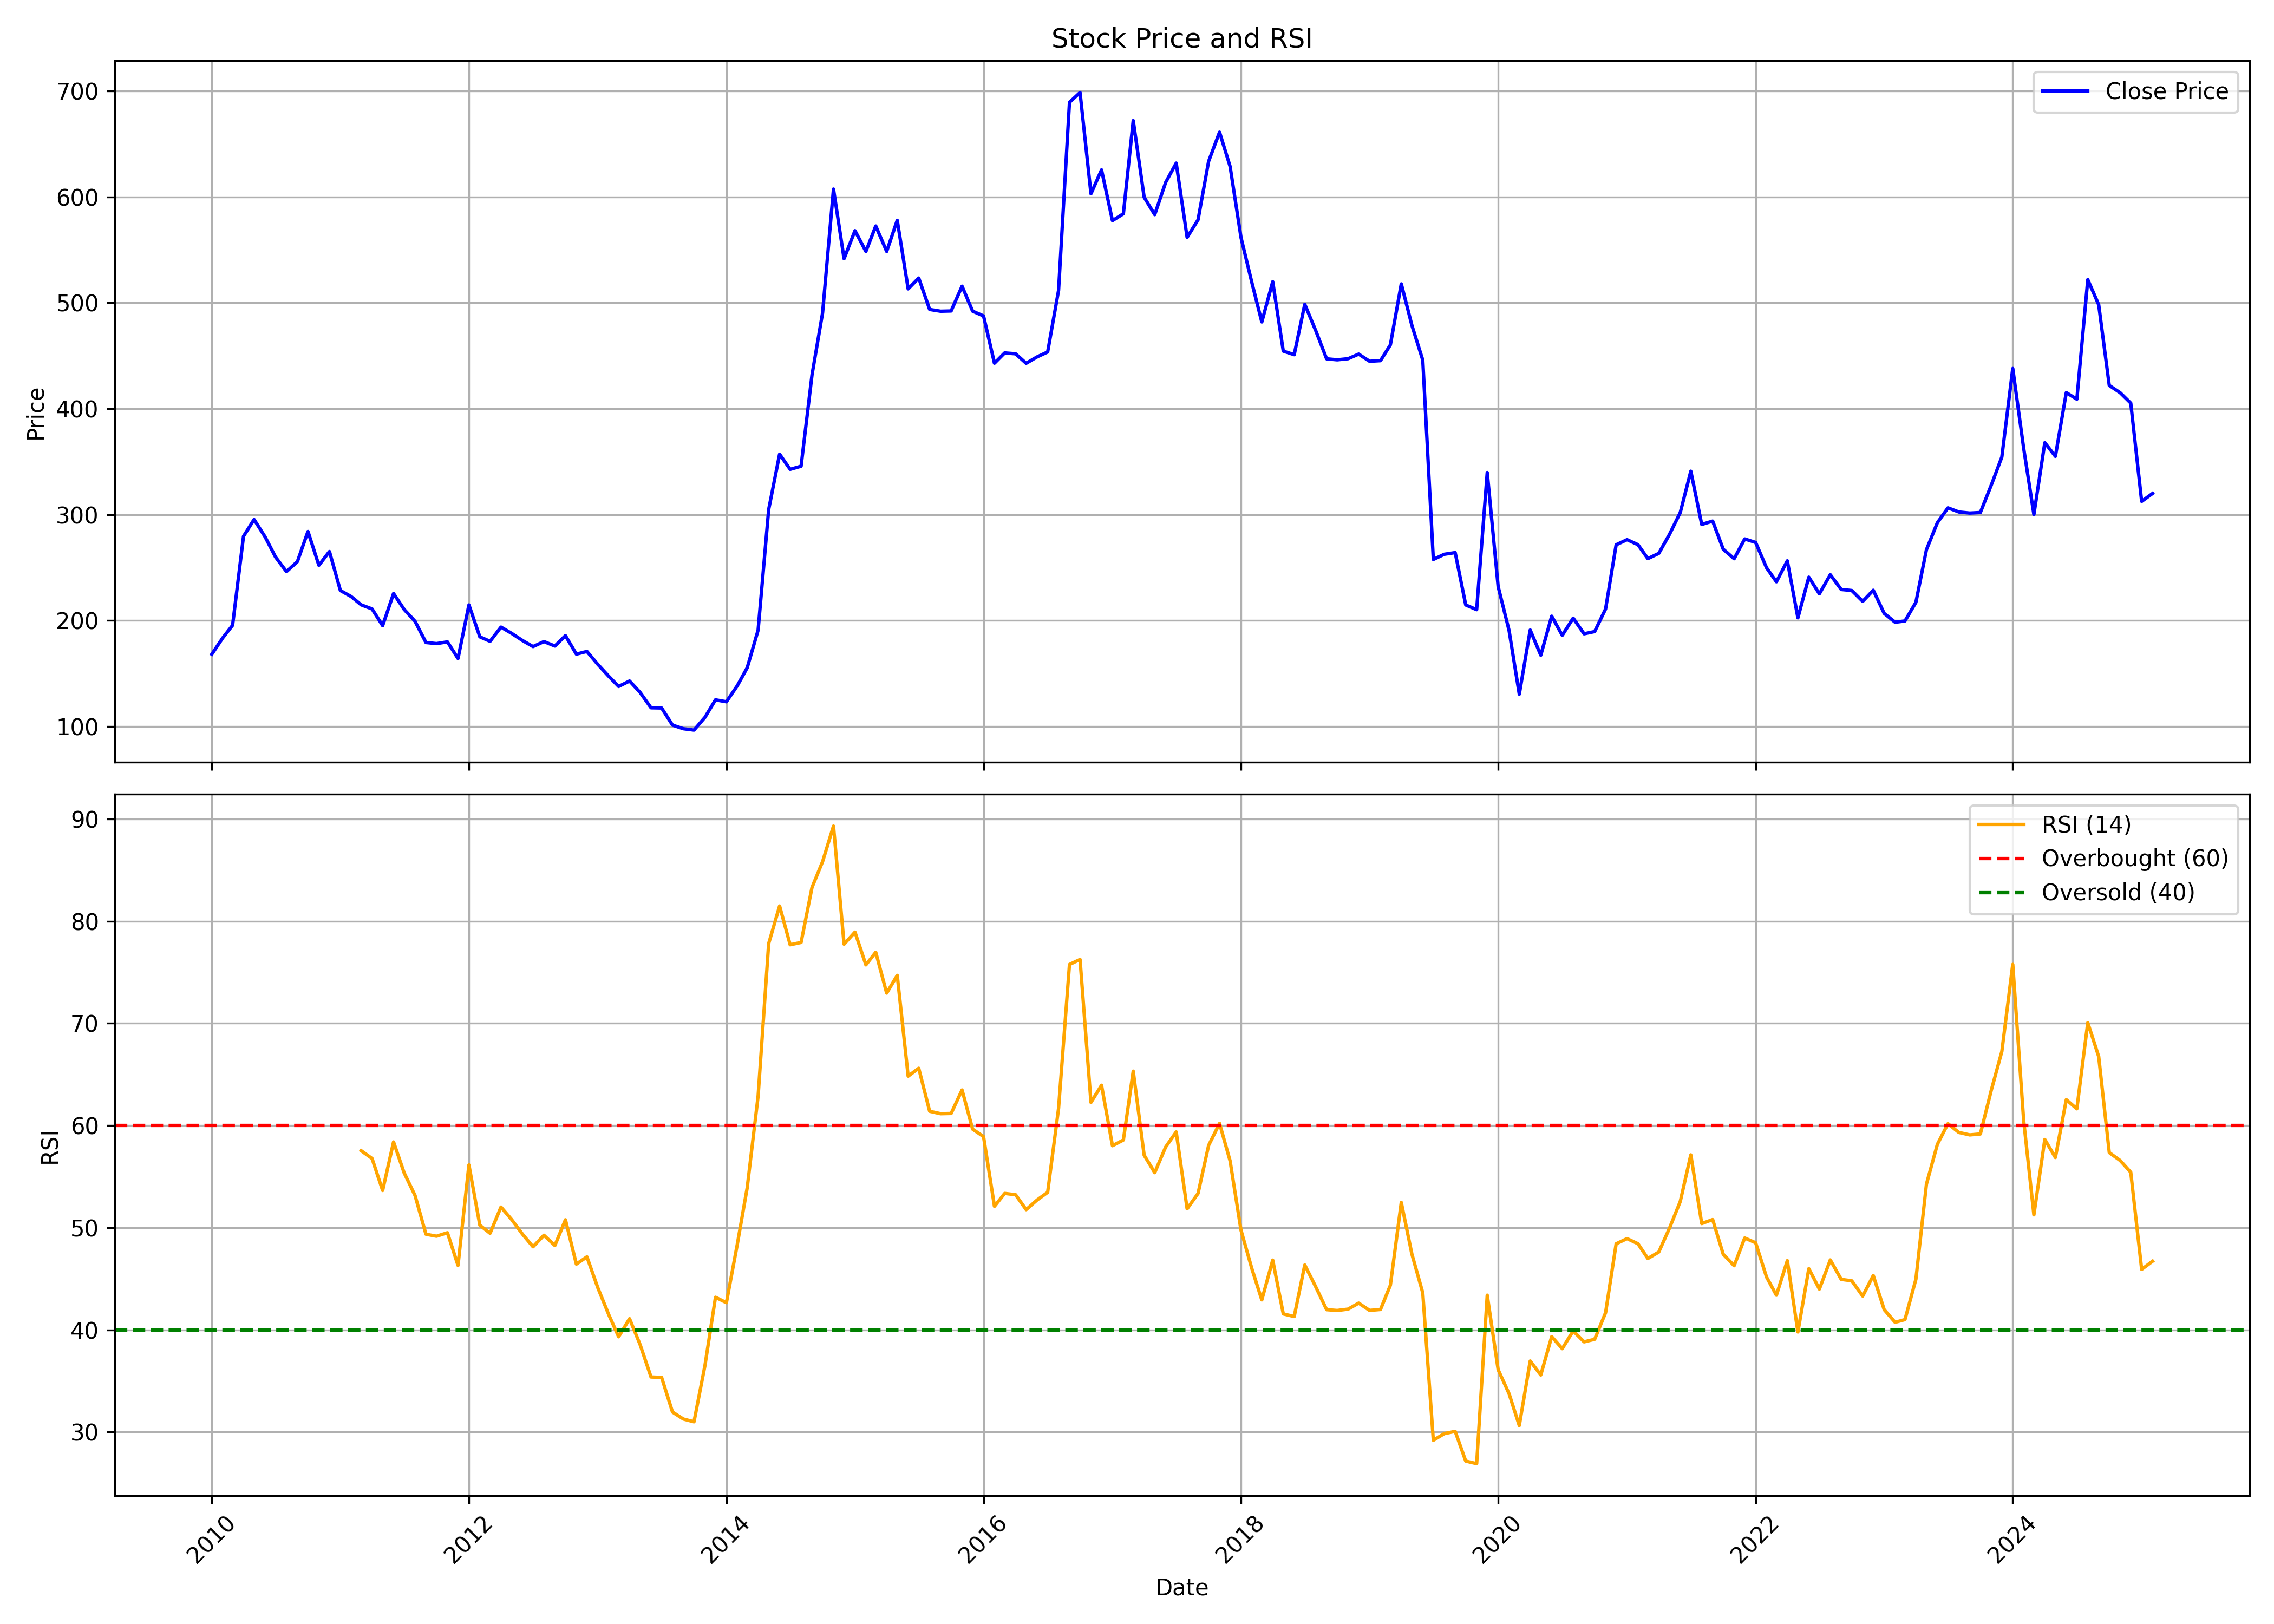 Stock Price and RSI
Close Price
Price
700
600
500
400
300
200
100
RSI (14)
Overbought (60)
Oversold (40)
RSI
90
80
70
60
50
40
30
2010
2012
2014
2016
2018
2020
2022
2024
Date